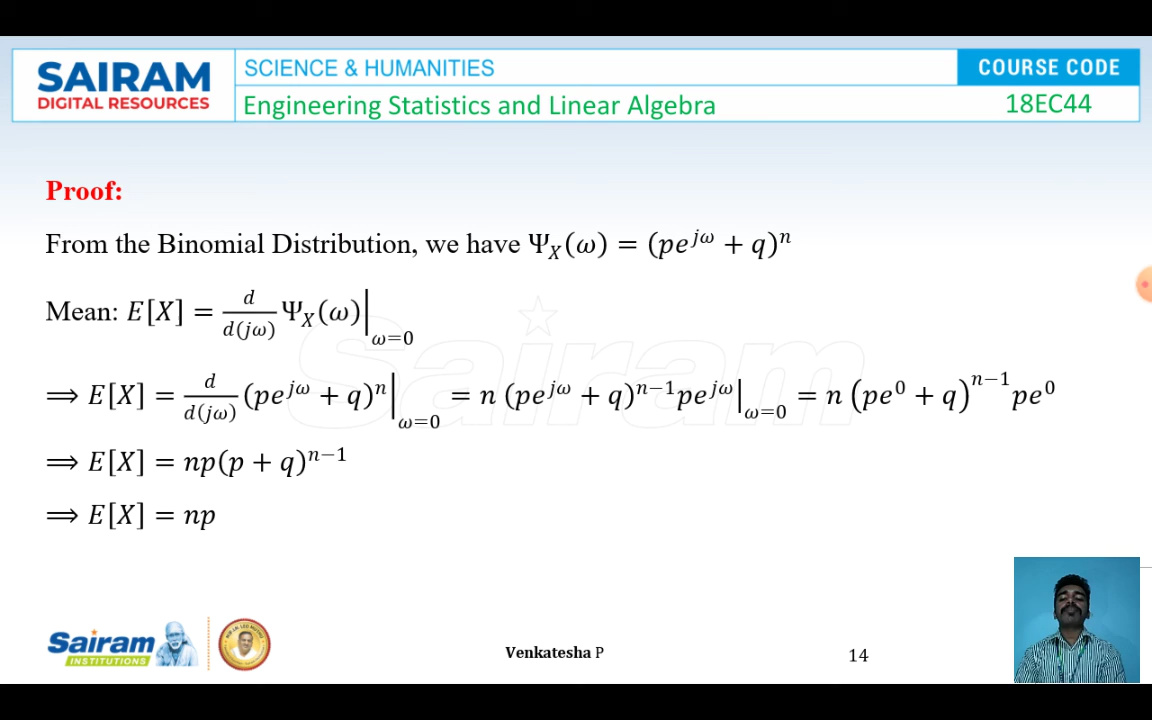 SAIRAM
DIGITAL RESOURCES
SCIENCE & HUMANITIES
COURSE CODE
Engineering Statistics and Linear Algebra
18EC44
Proof:
From the Binomial Distribution, we have Ψ_X(ω) = (pe^{jω} + q)^n
Mean: E[X] = d/d(jω) Ψ_X(ω)|_{ω=0}
⟹ E[X] = d/d(jω) (pe^{jω} + q)^n|_{ω=0} = n (pe^{jω} + q)^{n−1}pe^{jω}|_{ω=0} = n (pe^0 + q)^{n−1} pe^0
⟹ E[X] = np(p + q)^{n−1}
⟹ E[X] = np
Sairam
Sairam
INSTITUTIONS
Venkatesha P
14